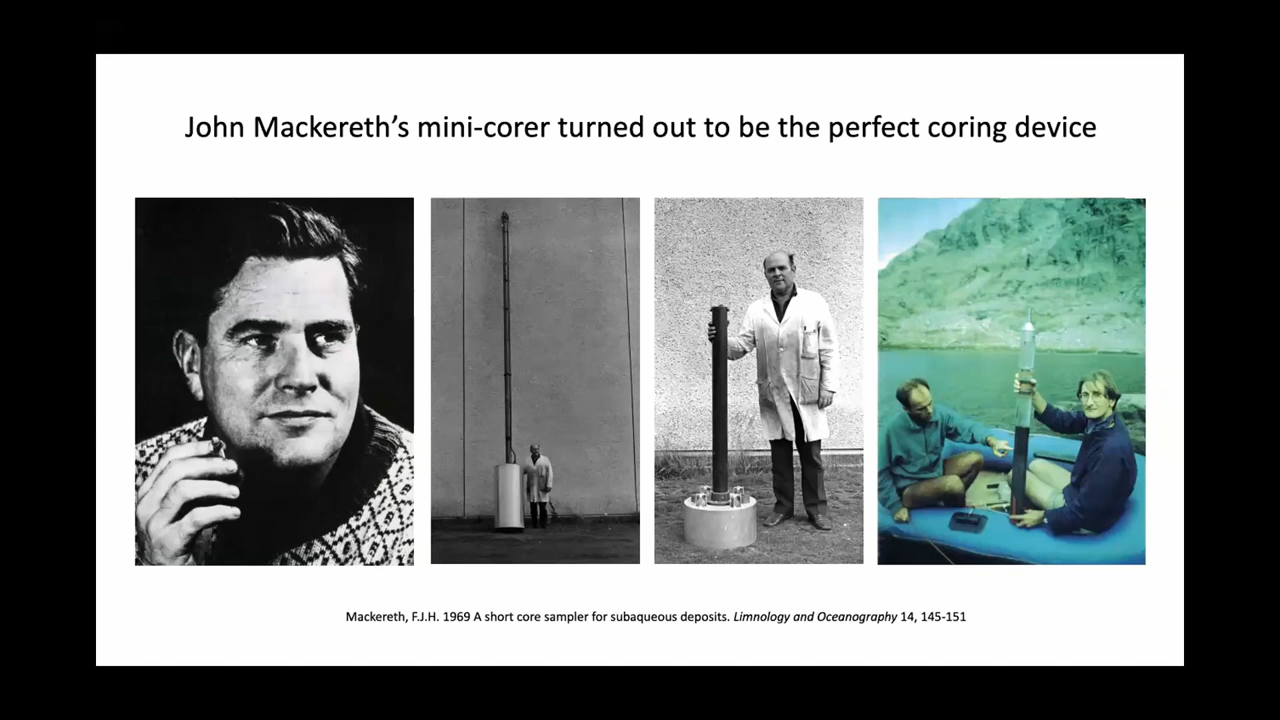 John Mackereth’s mini-corer turned out to be the perfect coring device
Mackereth, F.J.H. 1969 A short core sampler for subaqueous deposits. Limnology and Oceanography 14, 145-151